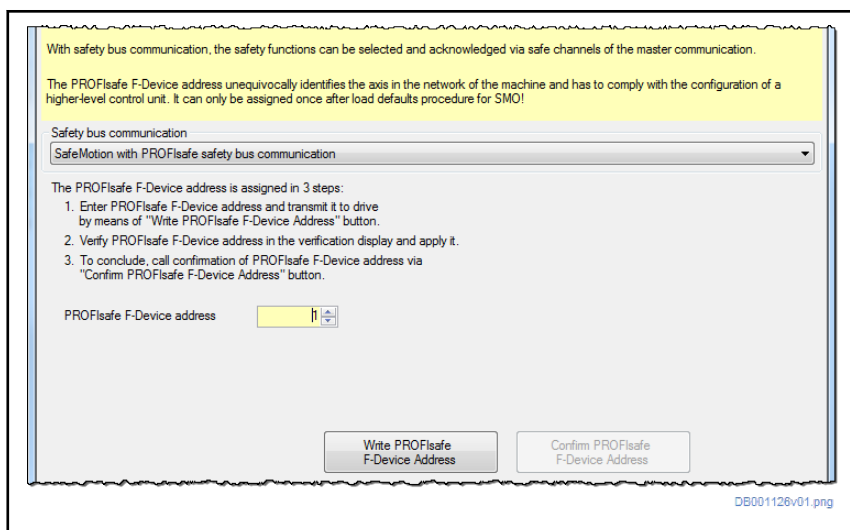 With safety bus communication, the safety functions can be selected and acknowledged via safe channels of the master communication.
The PROFIsafe F-Device address unequivocally identifies the axis in the network of the machine and has to comply with the configuration of a
higher-level control unit. It can only be assigned once after load defaults procedure for SMO!
Safety bus communication
SafeMotion with PROFIsafe safety bus communication
The PROFIsafe F-Device address is assigned in 3 steps:
1. Enter PROFIsafe F-Device address and transmit it to drive
by means of "Write PROFIsafe F-Device Address" button.
2. Verify PROFIsafe F-Device address in the verification display and apply it.
3. To conclude, call confirmation of PROFIsafe F-Device address via
"Confirm PROFIsafe F-Device Address" button.
PROFIsafe F-Device address 1
Write PROFIsafe
F-Device Address
Confirm PROFIsafe
F-Device Address
DB001126v01.png